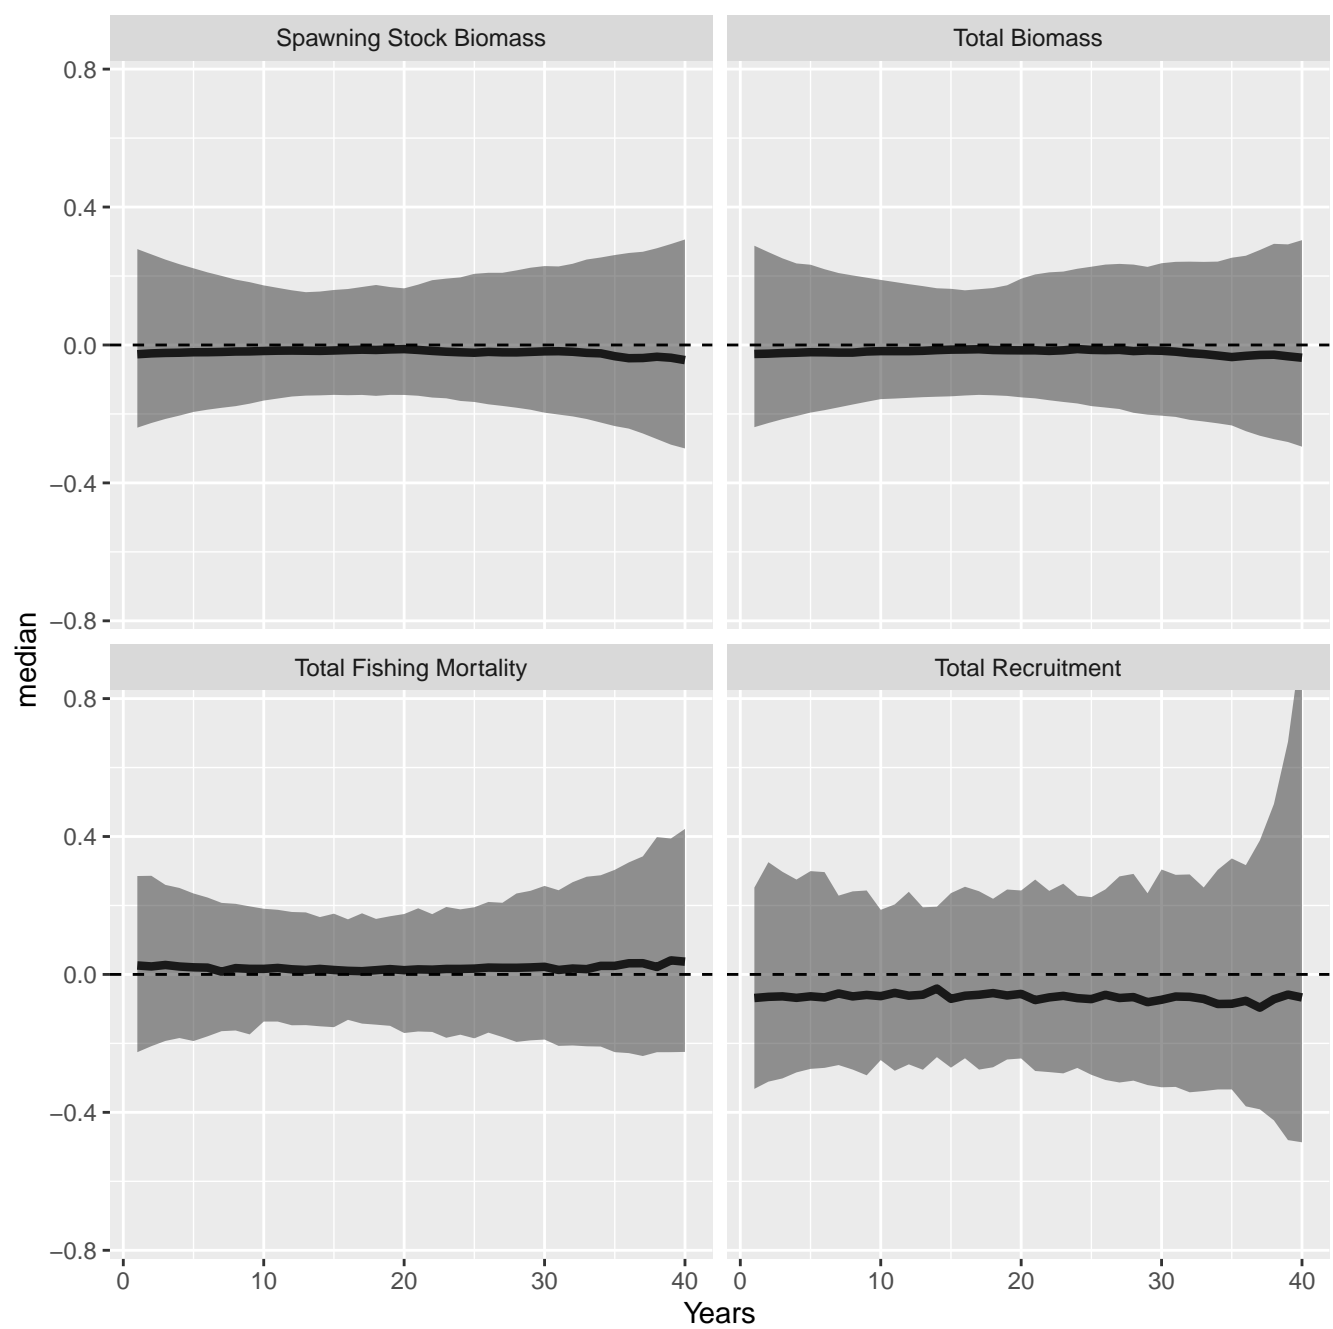 Spawning Stock Biomass
Total Biomass
0.8
0.4
0.0
−0.4
−0.8
median
Total Fishing Mortality
Total Recruitment
0.8
0.4
0.0
−0.4
−0.8
0 10 20 30 40
0 10 20 30 40
Years